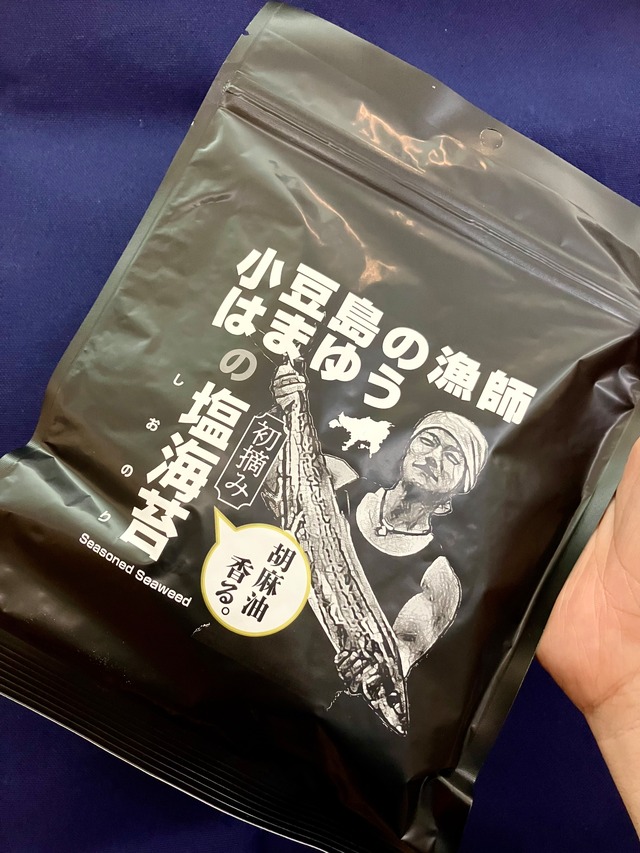 小豆島の漁師
はまゆう
の塩海苔
しおのり
初摘み
Seasoned Seaweed
胡麻油
香る。